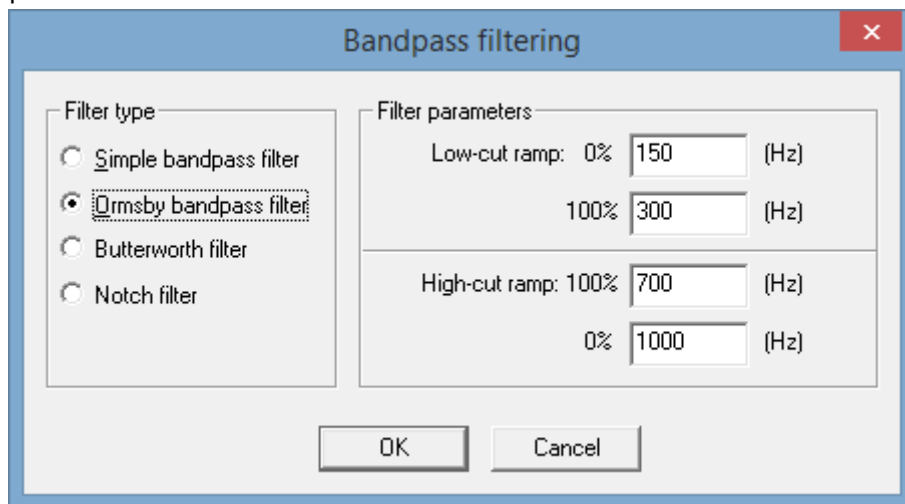 Bandpass filtering
Filter type
Simple bandpass filter
Ormsby bandpass filter
Butterworth filter
Notch filter
Filter parameters
Low-cut ramp: 0% 150 (Hz)
100% 300 (Hz)
High-cut ramp: 100% 700 (Hz)
0% 1000 (Hz)
OK Cancel